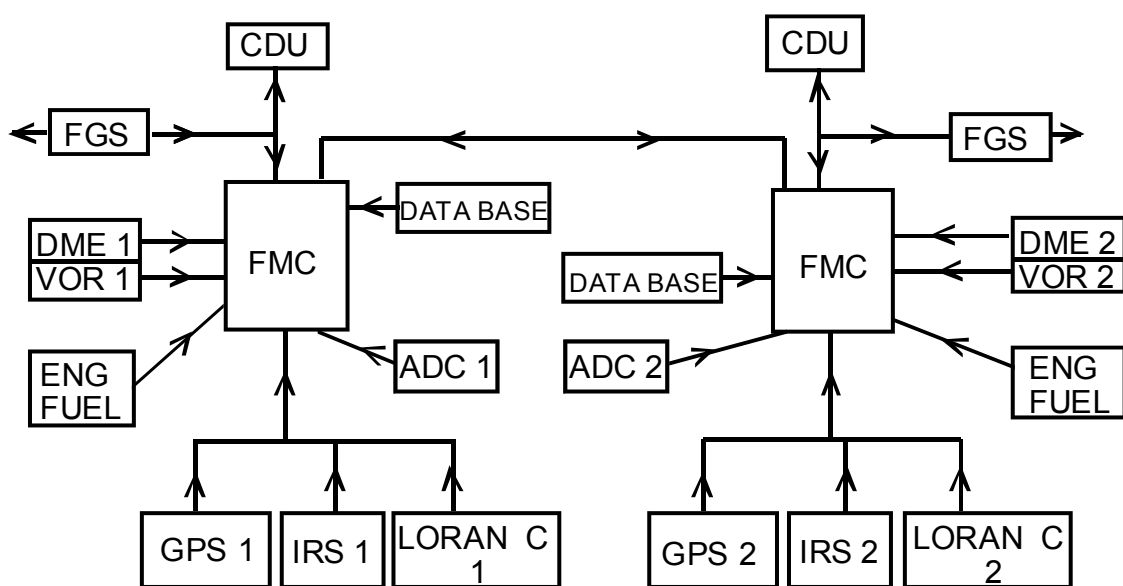 CDU
CDU
FGS
FGS
DATA BASE
DME 1
VOR 1
FMC
DATA BASE
FMC
DME 2
VOR 2
ENG
FUEL
ADC 1
ADC 2
ENG
FUEL
GPS 1
IRS 1
LORAN C
1
GPS 2
IRS 2
LORAN C
2